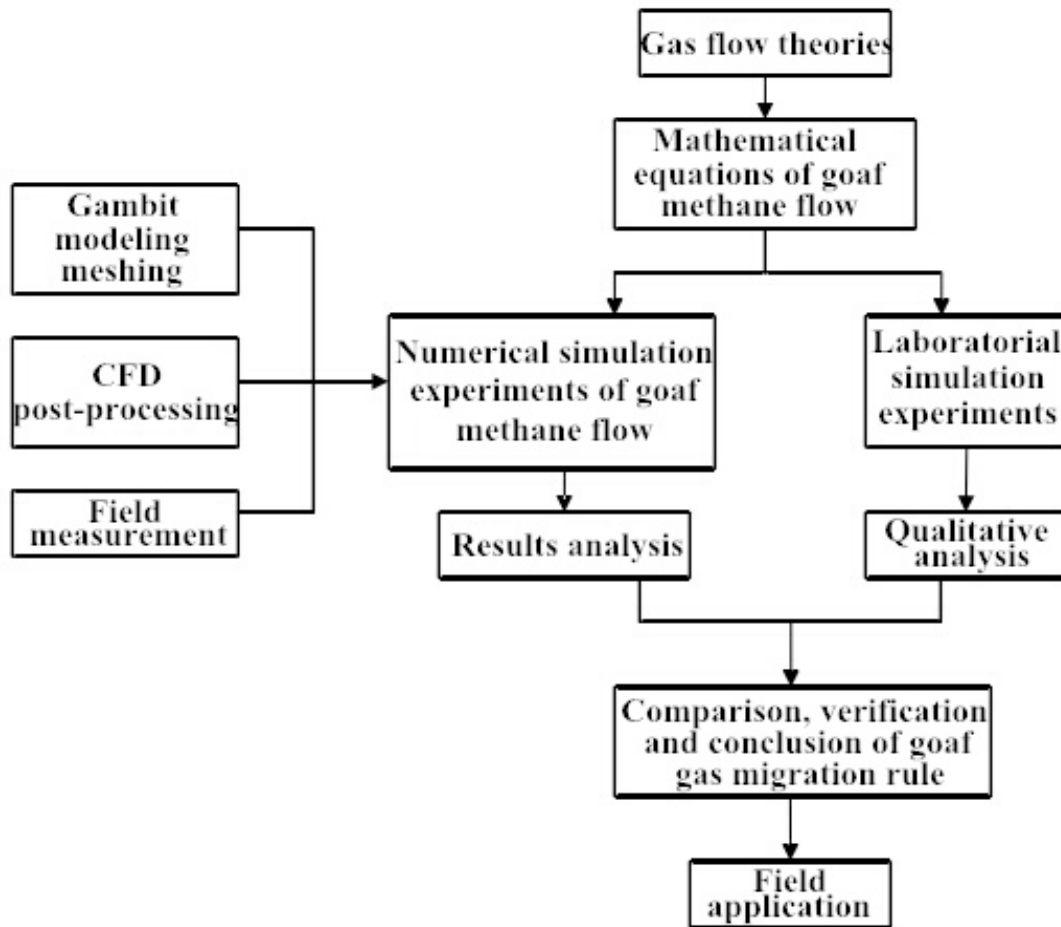 Gas flow theories
Mathematical
equations of goaf
methane flow
Gambit
modeling
meshing
CFD
post-processing
Field
measurement
Numerical simulation
experiments of goaf
methane flow
Laboratorial
simulation
experiments
Results analysis
Qualitative
analysis
Comparison, verification
and conclusion of goaf
gas migration rule
Field
application